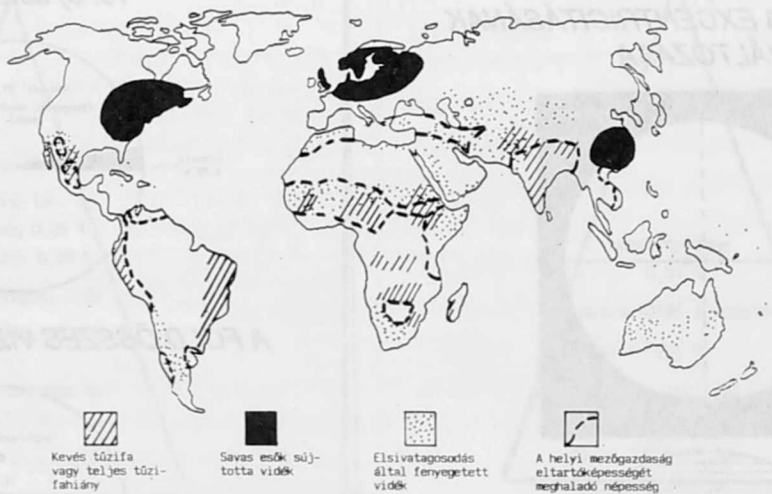 Kevés tűzifa
vagy teljes tűzi-
fahiány
Savas esők súj-
totta vidék
Elsivatagosodás
által fenyegetett
vidék
A helyi mezőgazdaság
eltartóképességét
meghaladó népesség